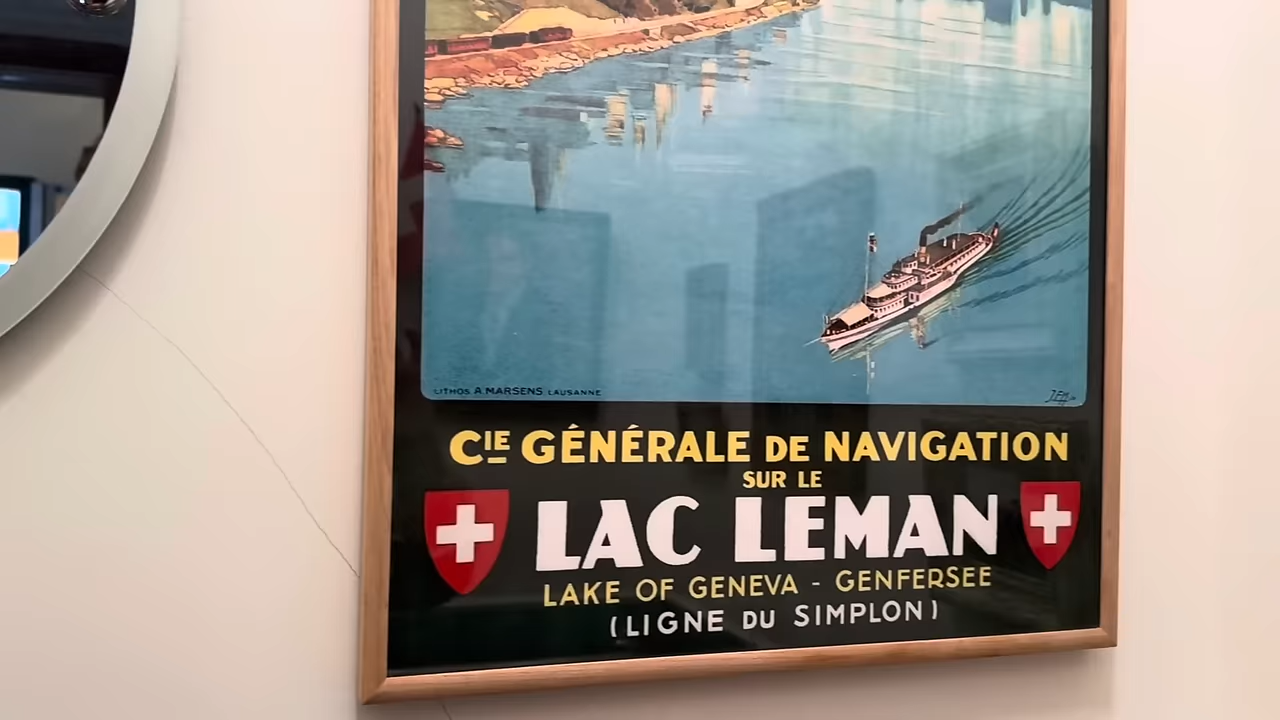 LITHOS A. MARSENS LAUSANNE
CIE GÉNÉRALE DE NAVIGATION
SUR LE
LAC LEMAN
LAKE OF GENEVA - GENFERSEE
(LIGNE DU SIMPLON)